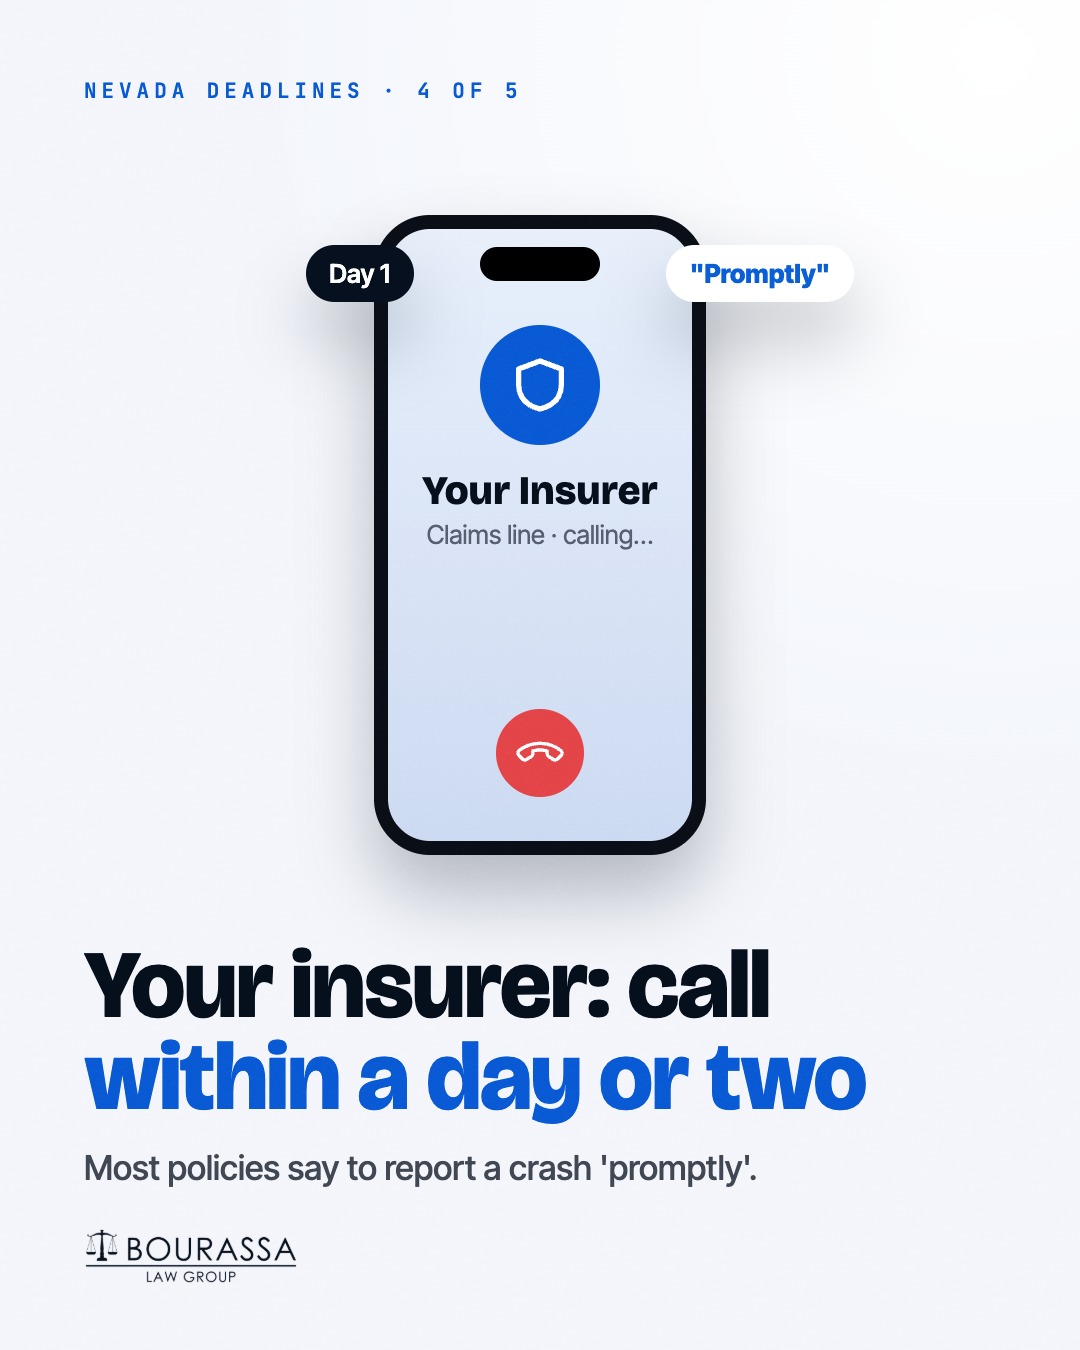 NEVADA DEADLINES · 4 OF 5
Day 1
"Promptly"
Your Insurer
Claims line · calling...
Your insurer: call
within a day or two
Most policies say to report a crash 'promptly'.
BOURASSA
LAW GROUP